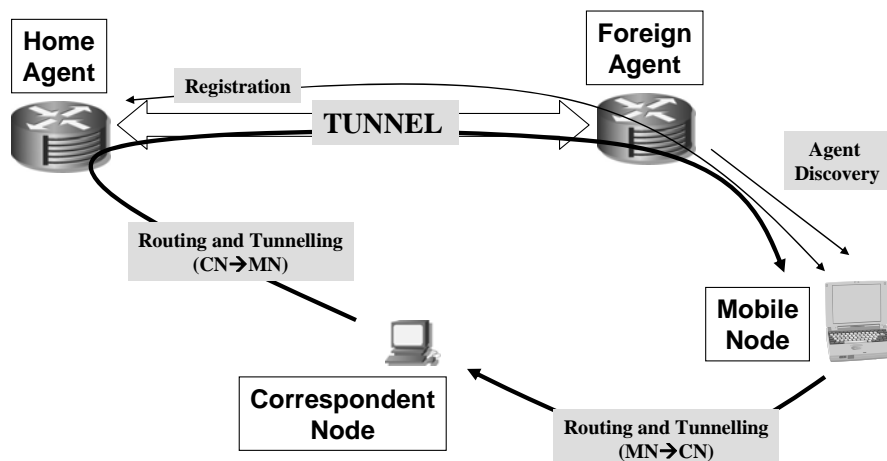 Home
Agent
Foreign
Agent
Registration
TUNNEL
Agent
Discovery
Routing and Tunnelling
(CN→MN)
Mobile
Node
Correspondent
Node
Routing and Tunnelling
(MN→CN)